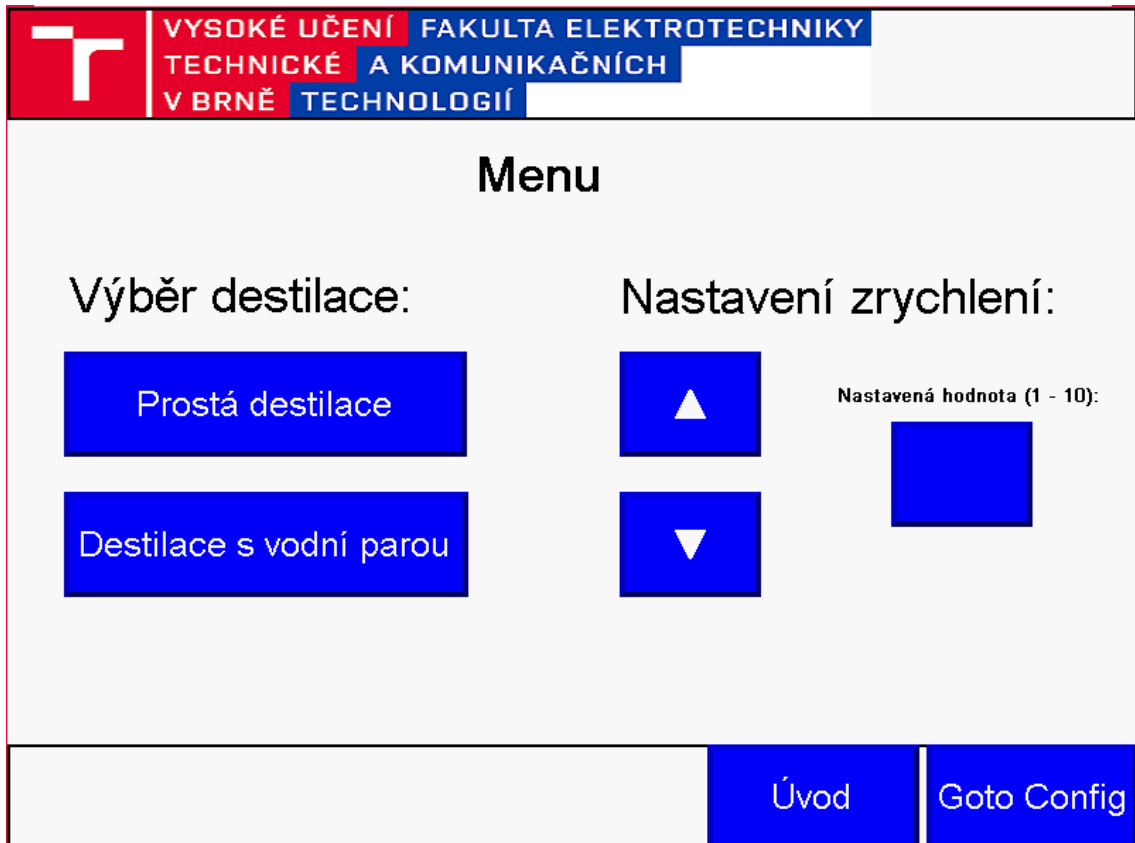 VYSOKÉ UČENÍ FAKULTA ELEKTROTECHNIKY
TECHNICKÉ A KOMUNIKAČNÍCH
V BRNĚ TECHNOLOGIÍ
Menu
Výběr destilace:
Prostá destilace
Destilace s vodní parou
Nastavení zrychlení:
Nastavená hodnota (1 - 10):
Úvod
Goto Config